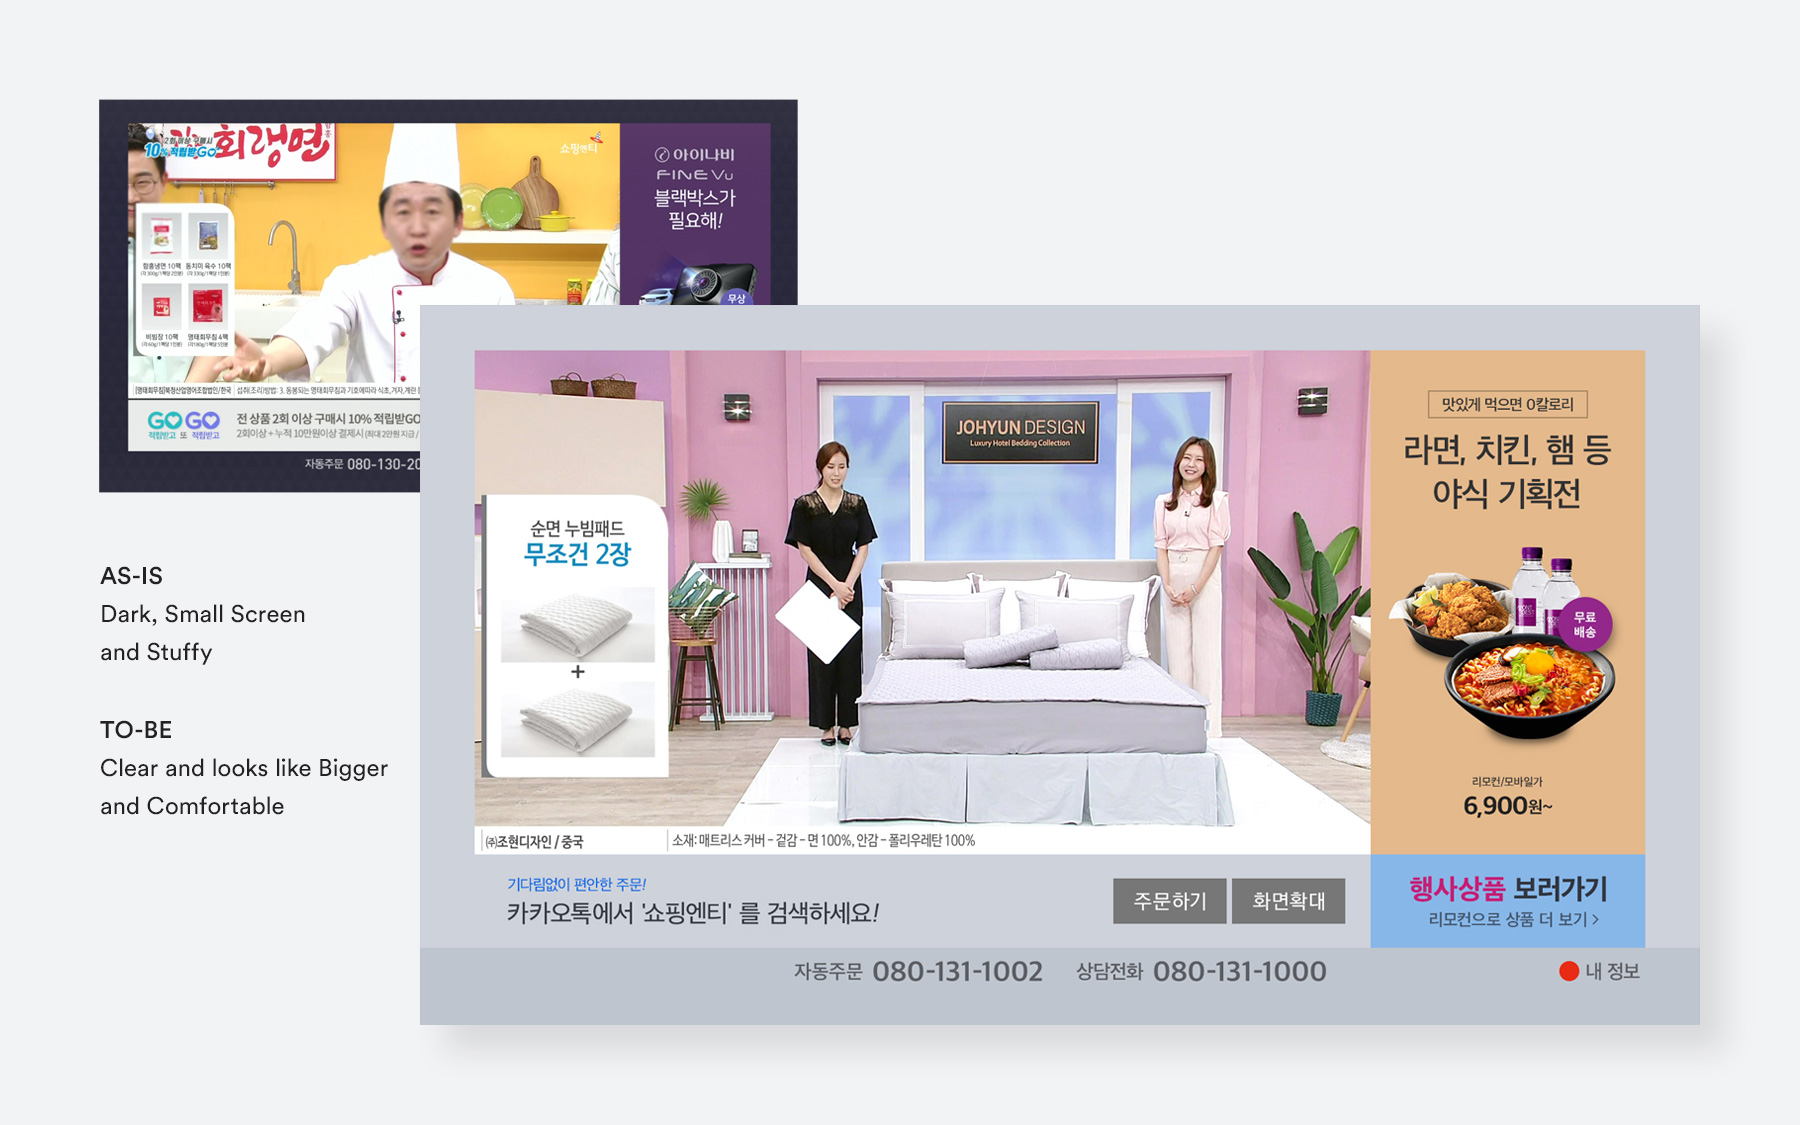 회랭면
2회 이상 구매시
10% 적립받GO
쇼핑엔티
아이나비
FINE Vu
블랙박스가
필요해!
무상
함흥냉면 10팩
동치미 육수 10팩
비빔장 10팩
명태회무침 4팩
GO GO
적립받고 또 적립받고
전 상품 2회 이상 구매시 10% 적립받GO
2회이상 + 누적 10만원이상 결제시
자동주문 080-130-20
AS-IS
Dark, Small Screen
and Stuffy
TO-BE
Clear and looks like Bigger
and Comfortable
JOHYUN DESIGN
Luxury Hotel Bedding Collection
순면 누빔패드
무조건 2장
+
㈜조현디자인 / 중국
소재: 매트리스 커버 – 겉감 – 면 100%, 안감 – 폴리우레탄 100%
맛있게 먹으면 0칼로리
라면, 치킨, 햄 등
야식 기획전
무료
배송
리모컨/모바일가
6,900원~
기다림없이 편안한 주문!
카카오톡에서 '쇼핑엔티' 를 검색하세요!
주문하기
화면확대
행사상품 보러가기
리모컨으로 상품 더 보기 >
자동주문 080-131-1002
상담전화 080-131-1000
내 정보